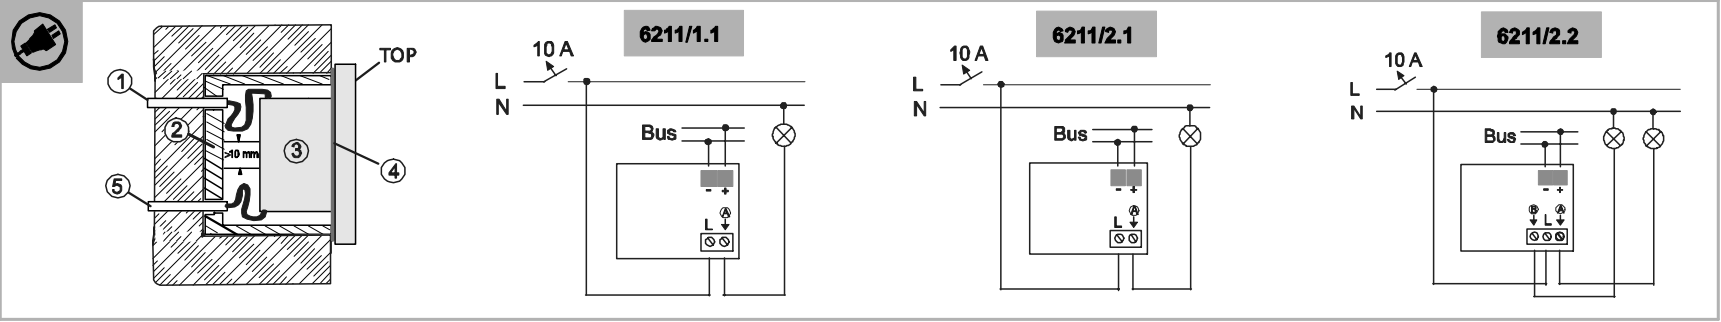 TOP
1
2
>10 mm
3
4
5
6211/1.1
10 A
L
N
Bus
- +
A
L
6211/2.1
10 A
L
N
Bus
- +
A
L
6211/2.2
10 A
L
N
Bus
- +
B A
L